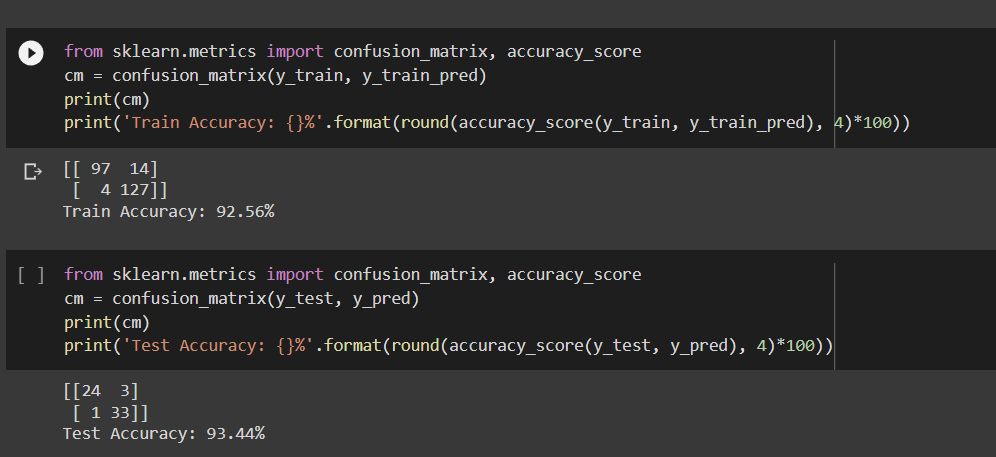 from sklearn.metrics import confusion_matrix, accuracy_score
cm = confusion_matrix(y_train, y_train_pred)
print(cm)
print('Train Accuracy: {}%'.format(round(accuracy_score(y_train, y_train_pred), 4)*100))
[[ 97  14]
 [  4 127]]
Train Accuracy: 92.56%
[ ] from sklearn.metrics import confusion_matrix, accuracy_score
cm = confusion_matrix(y_test, y_pred)
print(cm)
print('Test Accuracy: {}%'.format(round(accuracy_score(y_test, y_pred), 4)*100))
[[24  3]
 [ 1 33]]
Test Accuracy: 93.44%